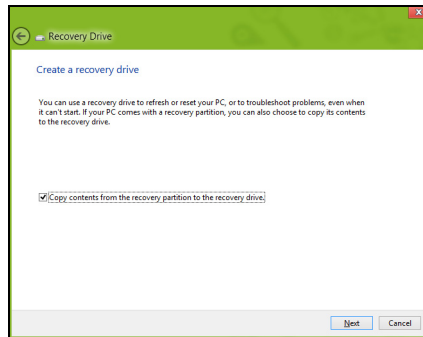 Recovery Drive
Create a recovery drive
You can use a recovery drive to refresh or reset your PC, or to troubleshoot problems, even when
it can't start. If your PC comes with a recovery partition, you can also choose to copy its contents
to the recovery drive.
Copy contents from the recovery partition to the recovery drive.
Next Cancel